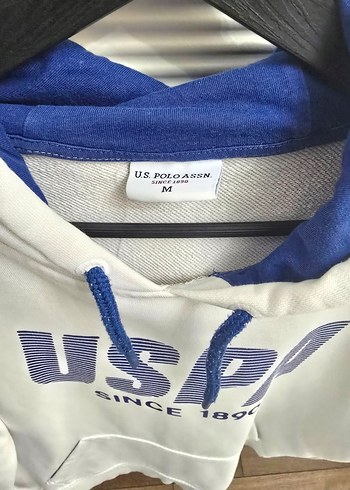 U.S. POLO ASSN.
SINCE 1890
M
USPA
SINCE 1890